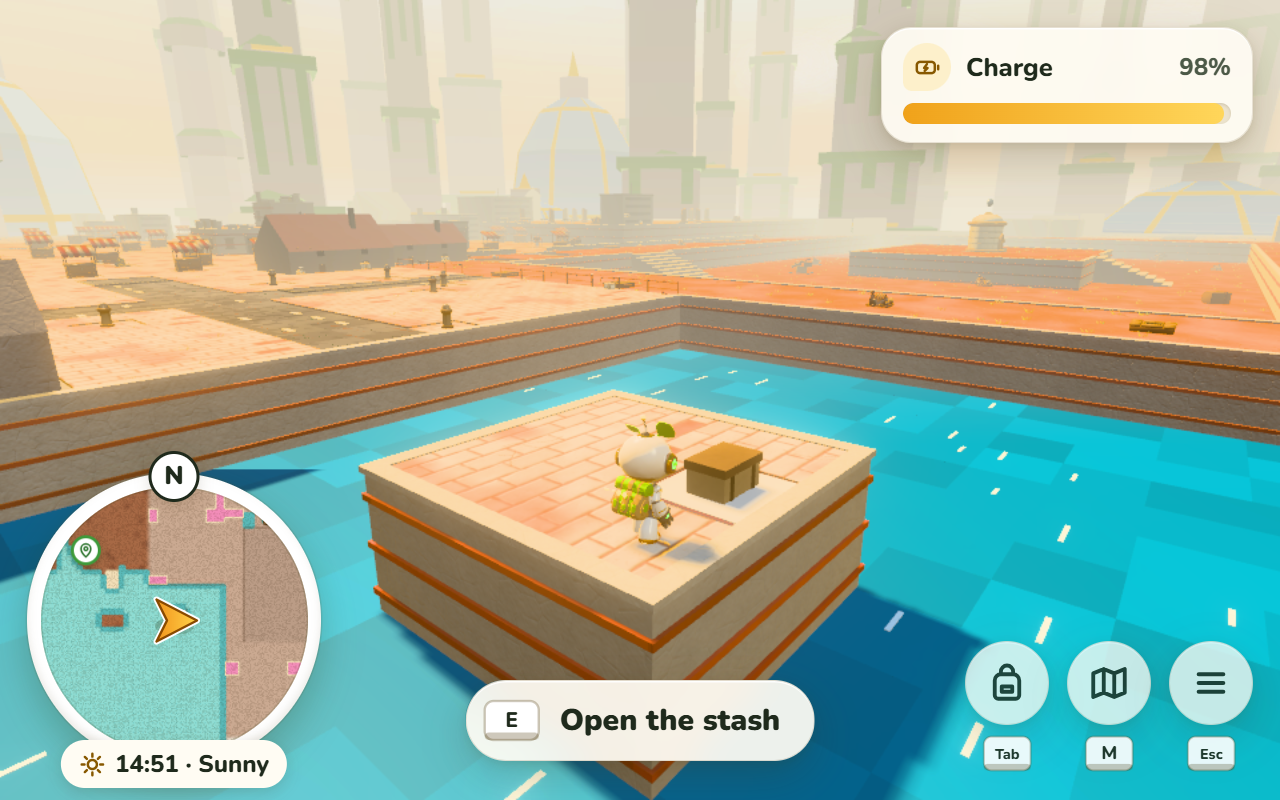 Charge 98%
N
14:51 · Sunny
E Open the stash
Tab M Esc